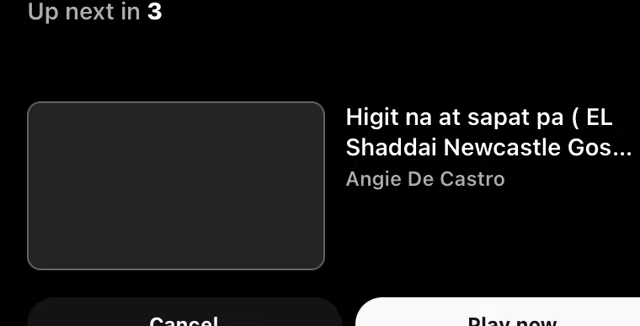 Up next in 3
Higit na at sapat pa ( EL
Shaddai Newcastle Gos...
Angie De Castro
Cancel
Play now